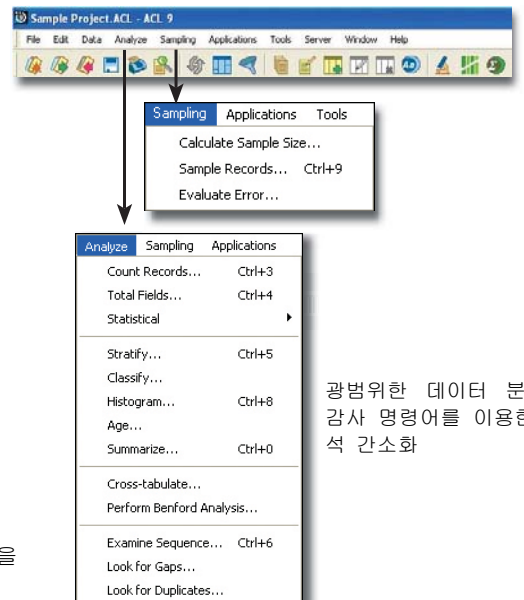 Sample Project.ACL - ACL 9
File Edit Data Analyze Sampling Applications Tools Server Window Help
Sampling Applications Tools
Calculate Sample Size...
Sample Records... Ctrl+9
Evaluate Error...
Analyze Sampling Applications
Count Records... Ctrl+3
Total Fields... Ctrl+4
Statistical
Stratify... Ctrl+5
Classify...
Histogram... Ctrl+8
Age...
Summarize... Ctrl+0
Cross-tabulate...
Perform Benford Analysis...
Examine Sequence... Ctrl+6
Look for Gaps...
Look for Duplicates...
광범위한 데이터 분
감사 명령어를 이용한
석 간소화
을